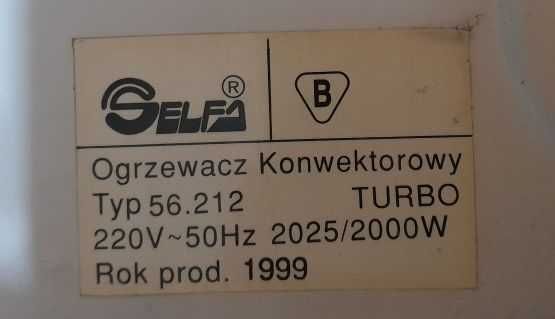 SELFA ® B
Ogrzewacz Konwektorowy
Typ 56.212 TURBO
220V~50Hz 2025/2000W
Rok prod. 1999